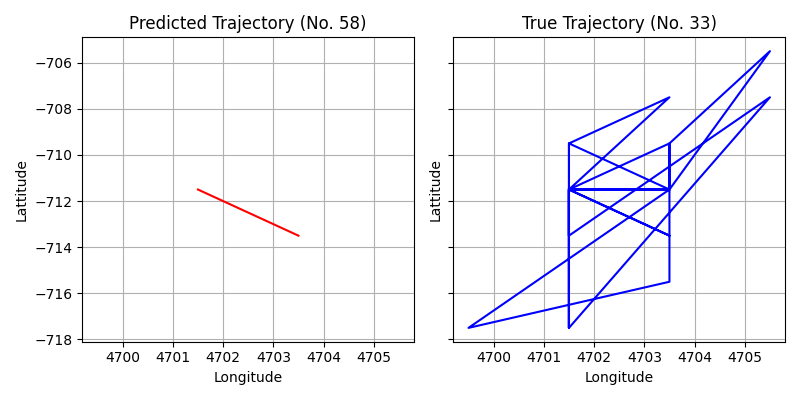 Predicted Trajectory (No. 58)
True Trajectory (No. 33)
−706
−708
−710
−712
−714
−716
−718
Lattitude
Lattitude
4700 4701 4702 4703 4704 4705
4700 4701 4702 4703 4704 4705
Longitude
Longitude